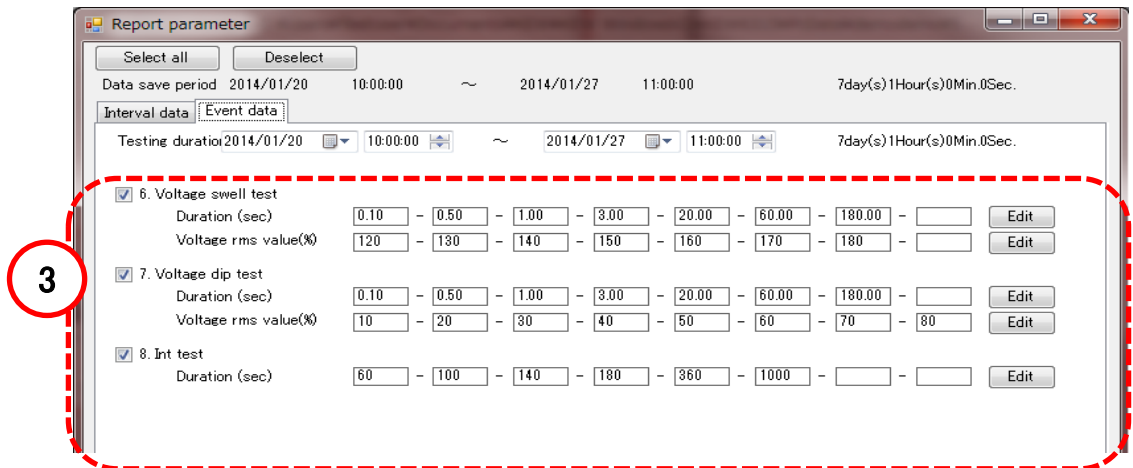 Report parameter
Select all Deselect
Data save period 2014/01/20 10:00:00 ～ 2014/01/27 11:00:00 7day(s)1Hour(s)0Min.0Sec.
Interval data Event data
Testing duratio 2014/01/20 10:00:00 ～ 2014/01/27 11:00:00 7day(s)1Hour(s)0Min.0Sec.
6. Voltage swell test
Duration (sec) 0.10 - 0.50 - 1.00 - 3.00 - 20.00 - 60.00 - 180.00 - Edit
Voltage rms value(%) 120 - 130 - 140 - 150 - 160 - 170 - 180 - Edit
3
7. Voltage dip test
Duration (sec) 0.10 - 0.50 - 1.00 - 3.00 - 20.00 - 60.00 - 180.00 - Edit
Voltage rms value(%) 10 - 20 - 30 - 40 - 50 - 60 - 70 - 80 Edit
8. Int test
Duration (sec) 60 - 100 - 140 - 180 - 360 - 1000 - - Edit